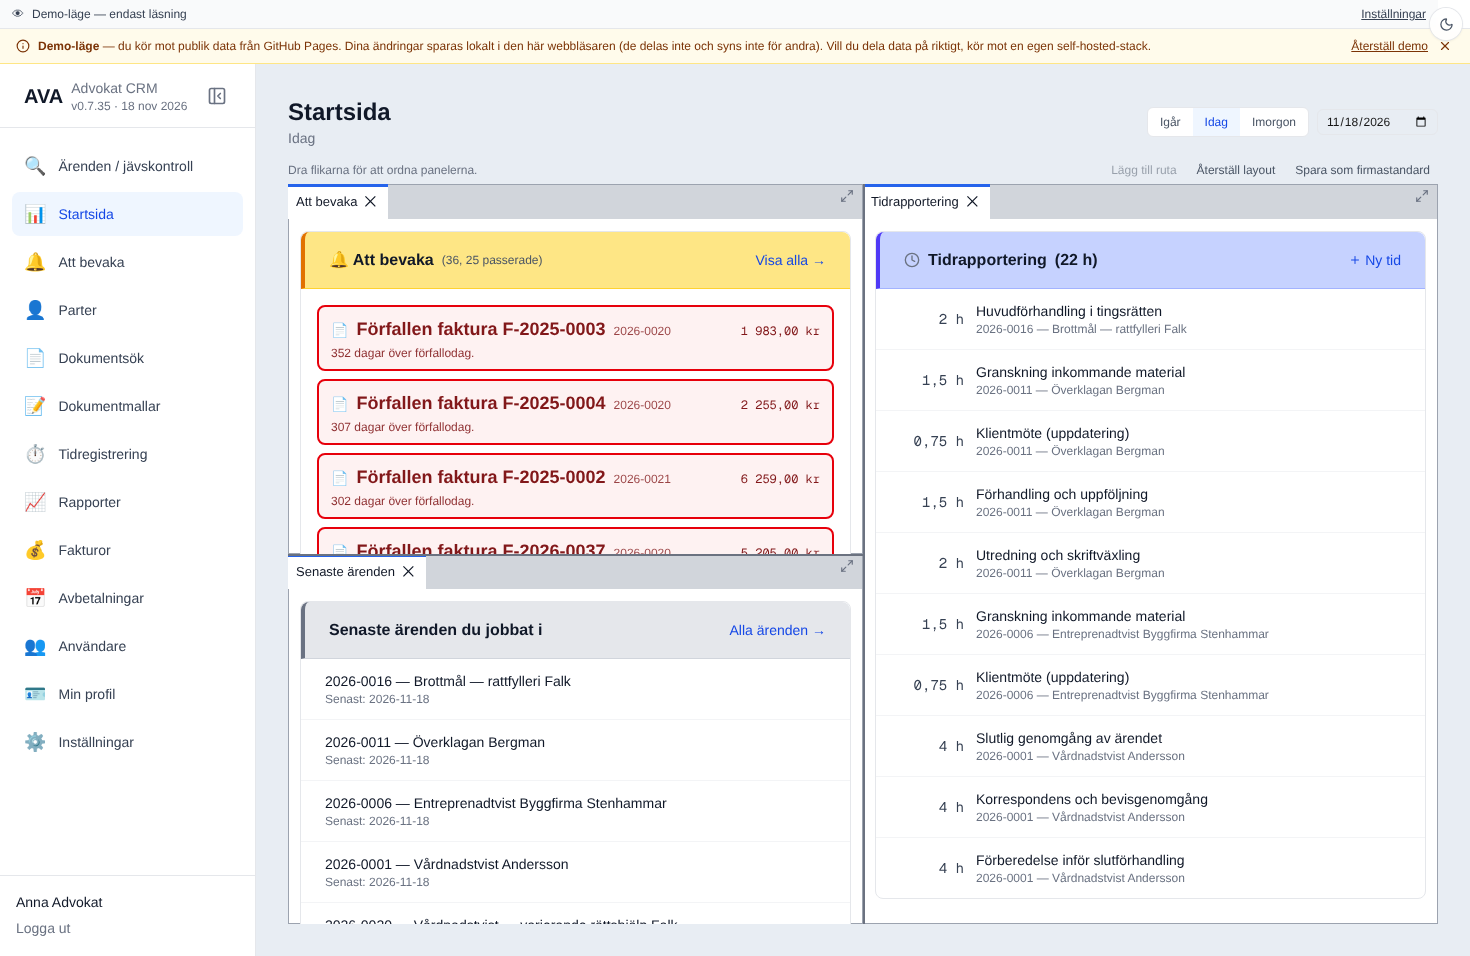 Demo-läge — endast läsning
Inställningar
Demo-läge — du kör mot publik data från GitHub Pages. Dina ändringar sparas lokalt i den här webbläsaren (de delas inte och syns inte för andra). Vill du dela data på riktigt, kör mot en egen self-hosted-stack.
Återställ demo
AVA
Advokat CRM
v0.7.35 · 18 nov 2026
Ärenden / jävskontroll
Startsida
Att bevaka
Parter
Dokumentsök
Dokumentmallar
Tidregistrering
Rapporter
Fakturor
Avbetalningar
Användare
Min profil
Inställningar
Anna Advokat
Logga ut
Startsida
Idag
Igår
Idag
Imorgon
11/18/2026
Dra flikarna för att ordna panelerna.
Lägg till ruta
Återställ layout
Spara som firmastandard
Att bevaka
Att bevaka (36, 25 passerade)
Visa alla →
Förfallen faktura F-2025-0003 2026-0020 1 983,00 kr
352 dagar över förfallodag.
Förfallen faktura F-2025-0004 2026-0020 2 255,00 kr
307 dagar över förfallodag.
Förfallen faktura F-2025-0002 2026-0021 6 259,00 kr
302 dagar över förfallodag.
Förfallen faktura F-2026-0037 2026-0020 5 205,00 kr
Senaste ärenden
Senaste ärenden du jobbat i
Alla ärenden →
2026-0016 — Brottmål — rattfylleri Falk
Senast: 2026-11-18
2026-0011 — Överklagan Bergman
Senast: 2026-11-18
2026-0006 — Entreprenadtvist Byggfirma Stenhammar
Senast: 2026-11-18
2026-0001 — Vårdnadstvist Andersson
Senast: 2026-11-18
Tidrapportering
Tidrapportering (22 h)
+ Ny tid
2 h Huvudförhandling i tingsrätten
2026-0016 — Brottmål — rattfylleri Falk
1,5 h Granskning inkommande material
2026-0011 — Överklagan Bergman
0,75 h Klientmöte (uppdatering)
2026-0011 — Överklagan Bergman
1,5 h Förhandling och uppföljning
2026-0011 — Överklagan Bergman
2 h Utredning och skriftväxling
2026-0011 — Överklagan Bergman
1,5 h Granskning inkommande material
2026-0006 — Entreprenadtvist Byggfirma Stenhammar
0,75 h Klientmöte (uppdatering)
2026-0006 — Entreprenadtvist Byggfirma Stenhammar
4 h Slutlig genomgång av ärendet
2026-0001 — Vårdnadstvist Andersson
4 h Korrespondens och bevisgenomgång
2026-0001 — Vårdnadstvist Andersson
4 h Förberedelse inför slutförhandling
2026-0001 — Vårdnadstvist Andersson